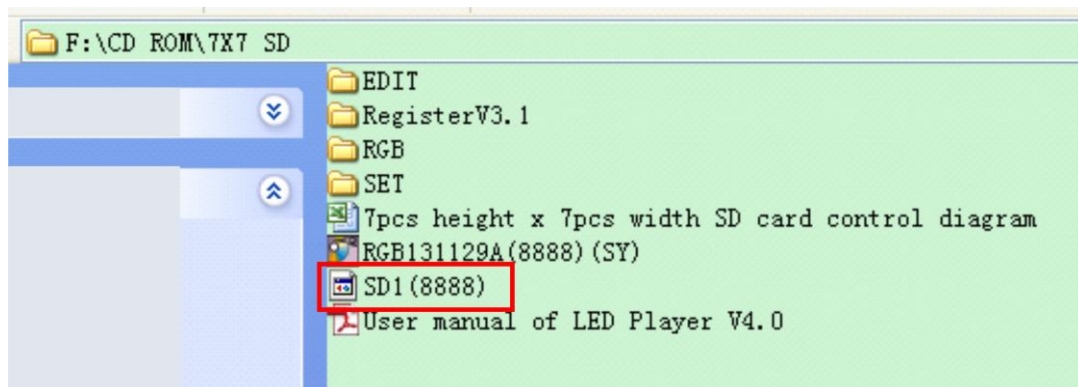 F:\CD ROM\7X7 SD
EDIT
RegisterV3.1
RGB
SET
7pcs height x 7pcs width SD card control diagram
RGB131129A(8888)(SY)
SD1(8888)
User manual of LED Player V4.0